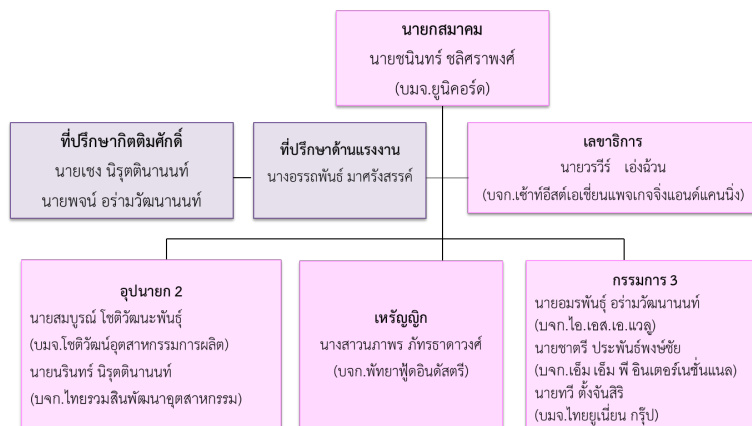 นายกสมาคม
นายชนินทร์ ชลิศราพงศ์
(บมจ.ยูนิคอร์ด)
ที่ปรึกษากิตติมศักดิ์
นายเชง นิรุตตินานนท์
นายพจน์ อร่ามวัฒนานนท์
ที่ปรึกษาด้านแรงงาน
นางอรรถพันธ์ มาศรังสรรค์
เลขาธิการ
นายวรวีร์ เอ่งฉ้วน
(บจก.เซ้าท์อีสต์เอเชี่ยนแพจเกจจิ่งแอนด์แคนนิ่ง)
อุปนายก 2
นายสมบูรณ์ โชติวัฒนะพันธุ์
(บมจ.โชติวัฒน์อุตสาหกรรมการผลิต)
นายนรินทร์ นิรุตตินานนท์
(บจก.ไทยรวมสินพัฒนาอุตสาหกรรม)
เหรัญญิก
นางสาวนภาพร ภัทรธาดาวงศ์
(บจก.พัทยาฟู้ดอินดัสตรี)
กรรมการ 3
นายอมรพันธุ์ อร่ามวัฒนานนท์
(บจก.ไอ.เอส.เอ.แวลู)
นายชาตรี ประพันธ์พงษ์ชัย
(บจก.เอ็ม เอ็ม พี อินเตอร์เนชั่นแนล)
นายทวี ตั้งจันสิริ
(บมจ.ไทยยูเนี่ยน กรุ๊ป)